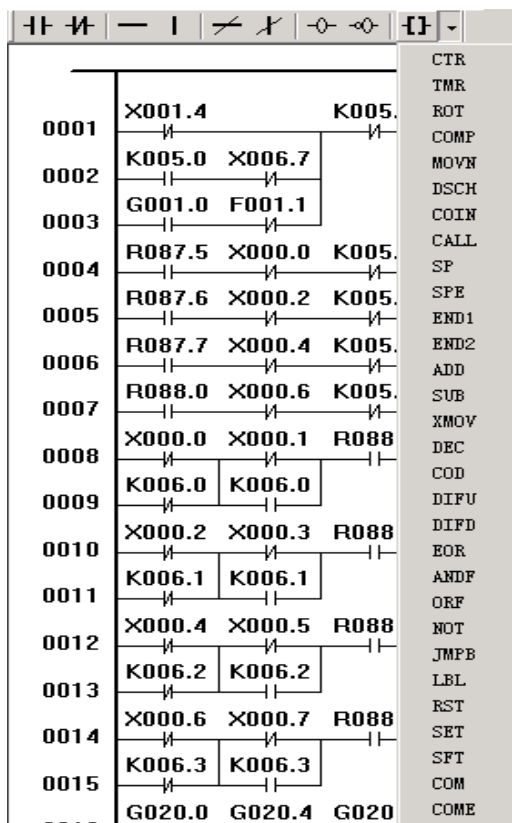 X001.4 K005.
0001
K005.0 X006.7
0002
G001.0 F001.1
0003
R087.5 X000.0 K005.
0004
R087.6 X000.2 K005.
0005
R087.7 X000.4 K005.
0006
R088.0 X000.6 K005.
0007
X000.0 X000.1 R088
0008
K006.0 K006.0
0009
X000.2 X000.3 R088
0010
K006.1 K006.1
0011
X000.4 X000.5 R088
0012
K006.2 K006.2
0013
X000.6 X000.7 R088
0014
K006.3 K006.3
0015
G020.0 G020.4 G020
CTR
TMR
ROT
COMP
MOVN
DSCH
COIN
CALL
SP
SPE
END1
END2
ADD
SUB
XMOV
DEC
COD
DIFU
DIFD
EOR
ANDF
ORF
NOT
JMPB
LBL
RST
SET
SFT
COM
COME